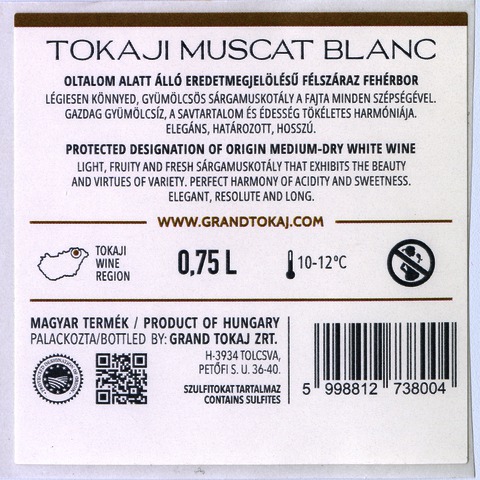 TOKAJI MUSCAT BLANC
OLTALOM ALATT ÁLLÓ EREDETMEGJELÖLÉSŰ FÉLSZÁRAZ FEHÉRBOR
LÉGIESEN KÖNNYED, GYÜMÖLCSÖS SÁRGAMUSKOTÁLY A FAJTA MINDEN SZÉPSÉGÉVEL.
GAZDAG GYÜMÖLCSÍZ, A SAVTARTALOM ÉS ÉDESSÉG TÖKÉLETES HARMÓNIÁJA.
ELEGÁNS, HATÁROZOTT, HOSSZÚ.
PROTECTED DESIGNATION OF ORIGIN MEDIUM-DRY WHITE WINE
LIGHT, FRUITY AND FRESH SÁRGAMUSKOTÁLY THAT EXHIBITS THE BEAUTY
AND VIRTUES OF VARIETY. PERFECT HARMONY OF ACIDITY AND SWEETNESS.
ELEGANT, RESOLUTE AND LONG.
WWW.GRANDTOKAJ.COM
TOKAJI
WINE
REGION
0,75 L
10-12°C
MAGYAR TERMÉK / PRODUCT OF HUNGARY
PALACKOZTA/BOTTLED BY: GRAND TOKAJ ZRT.
H-3934 TOLCSVA,
PETŐFI S. U. 36-40.
SZULFITOKAT TARTALMAZ
CONTAINS SULFITES
5 998812 738004